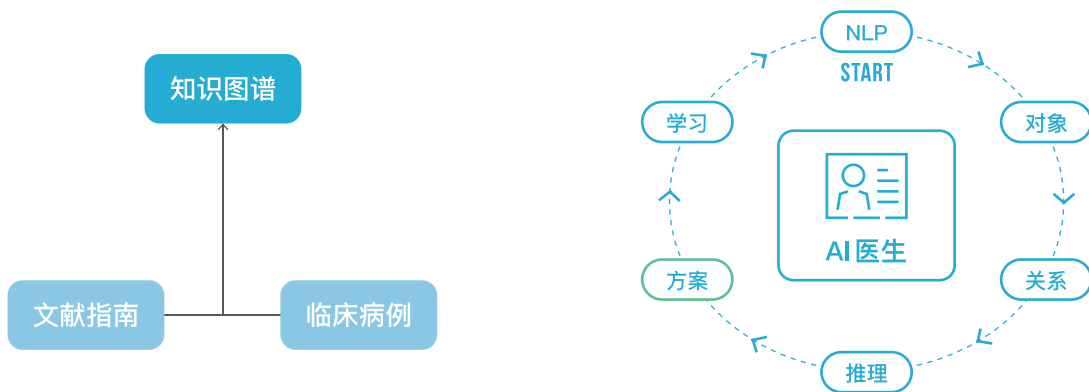 知识图谱
文献指南
临床病例
NLP
START
对象
关系
推理
方案
学习
AI医生